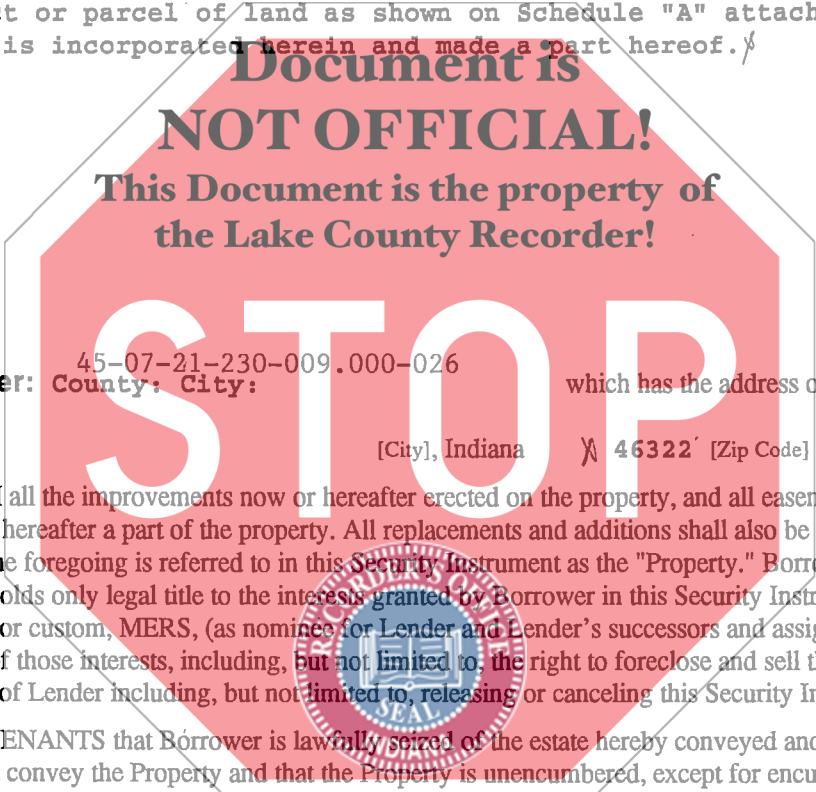 t or parcel of land as shown on Schedule "A" attach
is incorporated herein and made a part hereof.
Document is
NOT OFFICIAL!
This Document is the property of
the Lake County Recorder!
STOP
45-07-21-230-009.000-026
er: County: City: which has the address o
[City], Indiana 46322 [Zip Code]
all the improvements now or hereafter erected on the property, and all easem
hereafter a part of the property. All replacements and additions shall also be
e foregoing is referred to in this Security Instrument as the "Property." Borro
olds only legal title to the interests granted by Borrower in this Security Instr
or custom, MERS, (as nominee for Lender and Lender's successors and assig
f those interests, including, but not limited to, the right to foreclose and sell t
of Lender including, but not limited to, releasing or canceling this Security In
RECORDER'S OFFICE
SEAL
INDIANA
ENANTS that Borrower is lawfully seized of the estate hereby conveyed and
convey the Property and that the Property is unencumbered, except for encu